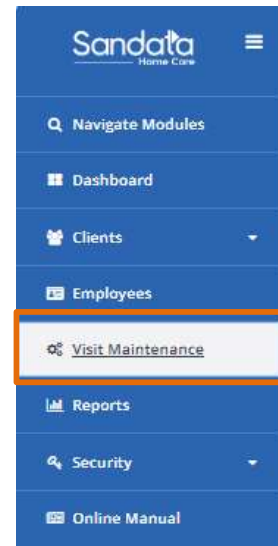 Sandata
Home Care
Navigate Modules
Dashboard
Clients
Employees
Visit Maintenance
Reports
Security
Online Manual